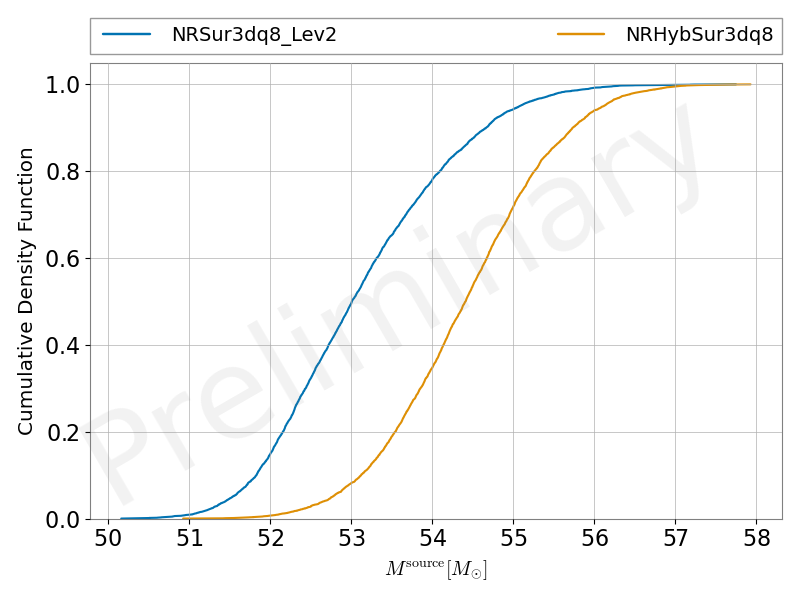 NRSur3dq8_Lev2 NRHybSur3dq8
1.0
0.8
0.6
0.4
0.2
0.0
Cumulative Density Function
Preliminary
50 51 52 53 54 55 56 57 58
M^source[M_⊙]